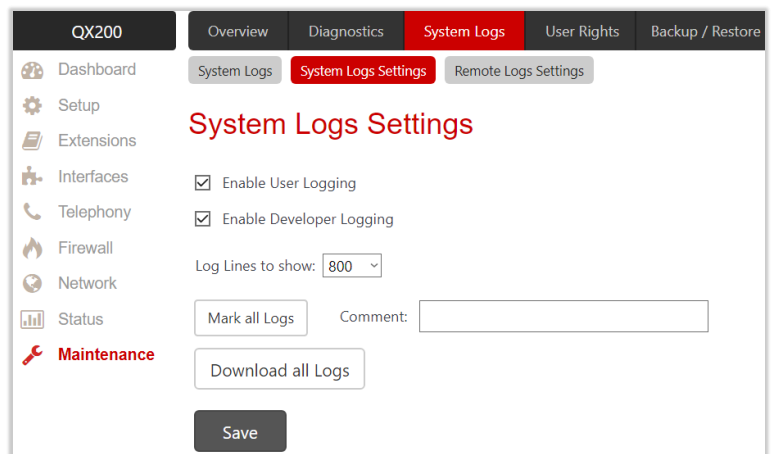 QX200
Overview Diagnostics System Logs User Rights Backup / Restore
Dashboard
Setup
Extensions
Interfaces
Telephony
Firewall
Network
Status
Maintenance
System Logs System Logs Settings Remote Logs Settings
System Logs Settings
Enable User Logging
Enable Developer Logging
Log Lines to show: 800
Mark all Logs Comment:
Download all Logs
Save